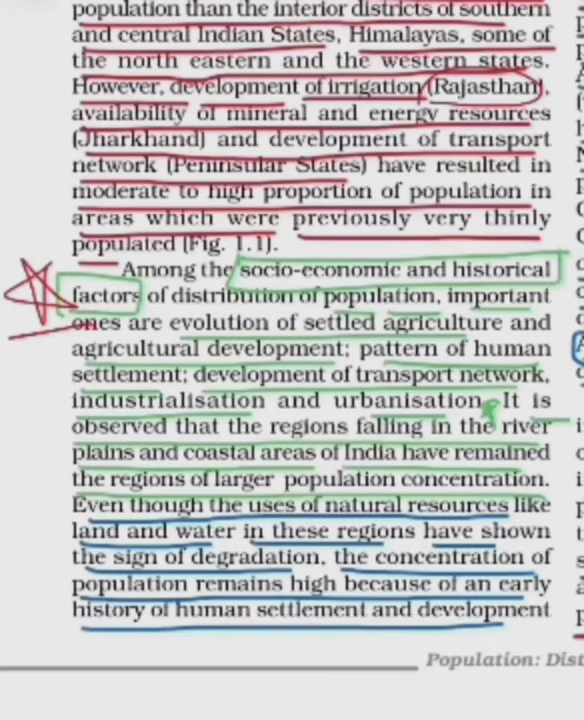 population than the interior districts of southern
and central Indian States, Himalayas, some of
the north eastern and the western states.
However, development of irrigation (Rajasthan),
availability of mineral and energy resources
(Jharkhand) and development of transport
network (Peninsular States) have resulted in
moderate to high proportion of population in
areas which were previously very thinly
populated (Fig. 1.1).
Among the socio-economic and historical
factors of distribution of population, important
ones are evolution of settled agriculture and
agricultural development; pattern of human
settlement; development of transport network,
industrialisation and urbanisation. It is
observed that the regions falling in the river
plains and coastal areas of India have remained
the regions of larger population concentration.
Even though the uses of natural resources like
land and water in these regions have shown
the sign of degradation, the concentration of
population remains high because of an early
history of human settlement and development
Population: Dist